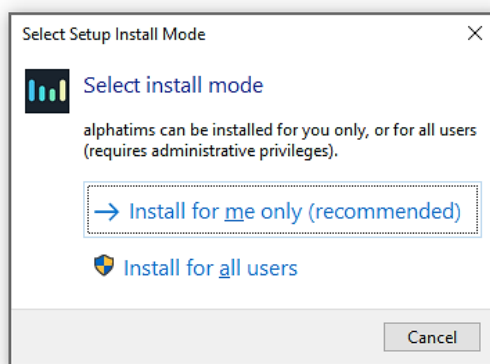 Select Setup Install Mode
Select install mode
alphatims can be installed for you only, or for all users
(requires administrative privileges).
Install for me only (recommended)
Install for all users
Cancel